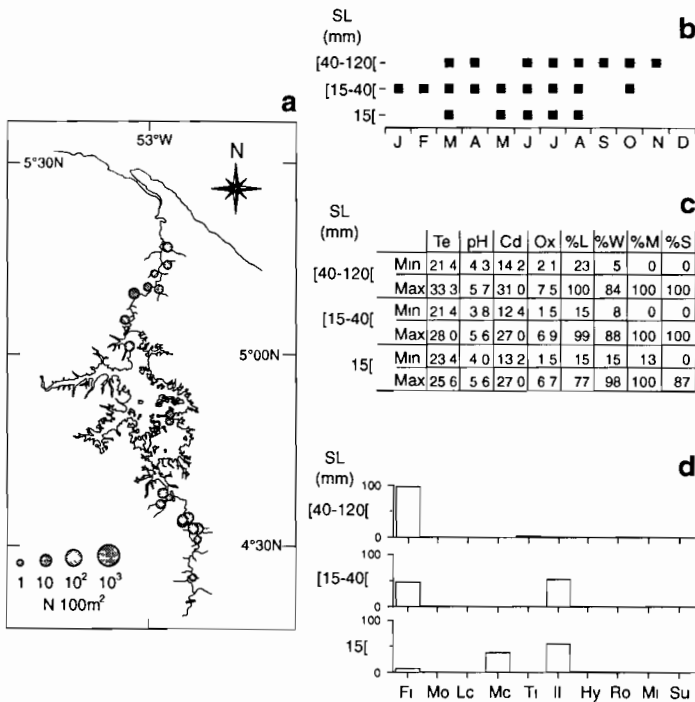 a
53°W
5°30N
N
5°00N
4°30N
1 10 10² 10³
N 100m²
b
SL
(mm)
[40-120[
[15-40[
15[
J F M A M J J A S O N D
c
SL
(mm)
Te pH Cd Ox %L %W %M %S
[40-120[ Min 21 4 4 3 14 2 2 1 23 5 0 0
Max 33 3 5 7 31 0 7 5 100 84 100 100
[15-40[ Min 21 4 3 8 12 4 1 5 15 8 0 0
Max 28 0 5 6 27 0 6 9 99 88 100 100
15[ Min 23 4 4 0 13 2 1 5 15 15 13 0
Max 25 6 5 6 27 0 6 7 77 98 100 87
d
SL
(mm)
[40-120[
100
0
[15-40[
100
0
15[
100
0
Fi Mo Lc Mc Ti Il Hy Ro Mi Su